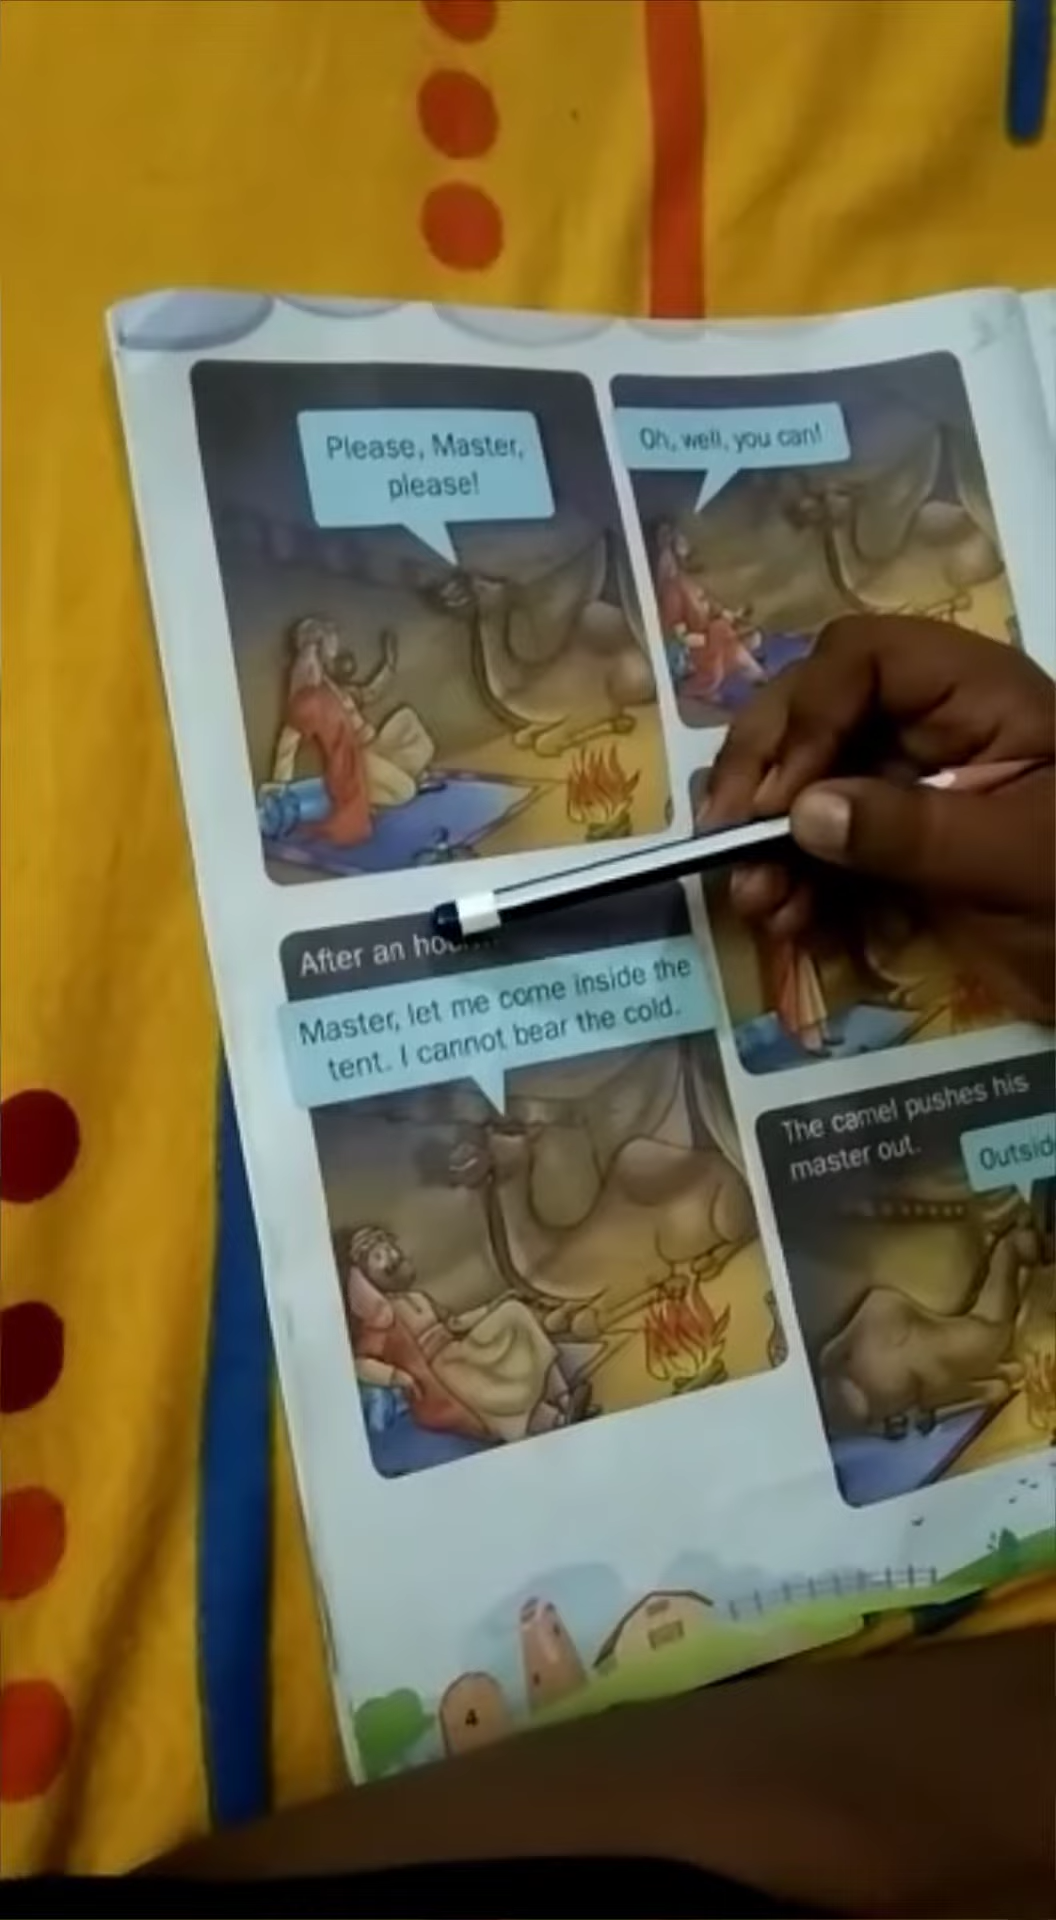 Please, Master,
please!
Oh, well, you can!
After an
Master, let me come inside the
tent. I cannot bear the cold.
The camel pushes his
master out.
4